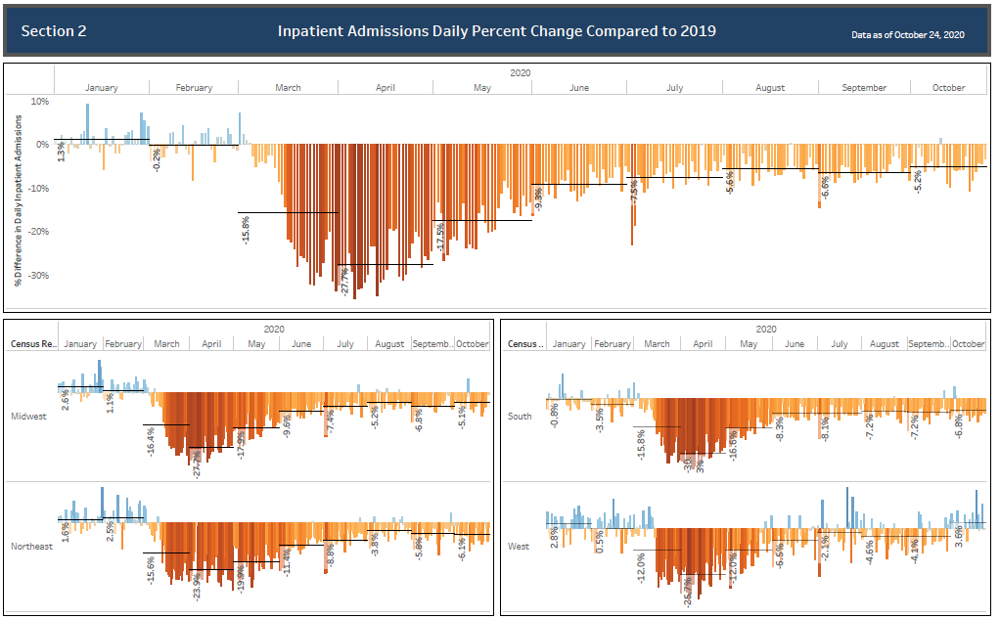 Section 2
Inpatient Admissions Daily Percent Change Compared to 2019
Data as of October 24, 2020
2020
January February March April May June July August September October
% Difference in Daily Inpatient Admissions
10%
0%
-10%
-20%
-30%
1.3% -0.2% -15.8% -27.7% -17.5% -9.3% -7.5% -5.6% -6.6% -5.2%
2020
Census Re.. January February March April May June July August Septemb.. October
Midwest
2.6% 1.1% -16.4% -27.7% -17.9% -9.6% -7.4% -5.2% -6.8% -5.1%
Northeast
1.6% 2.5% -15.6% -23.9% -19.9% -11.4% -8.8% -3.8% -5.8% -6.1%
2020
Census .. January February March April May June July August Septemb.. October
South
-0.8% -3.5% -15.8% -30.3% -16.6% -8.3% -8.1% -7.2% -7.2% -6.8%
West
2.8% 0.5% -12.0% -25.7% -12.0% -6.5% -2.1% -4.6% -4.1% 3.6%